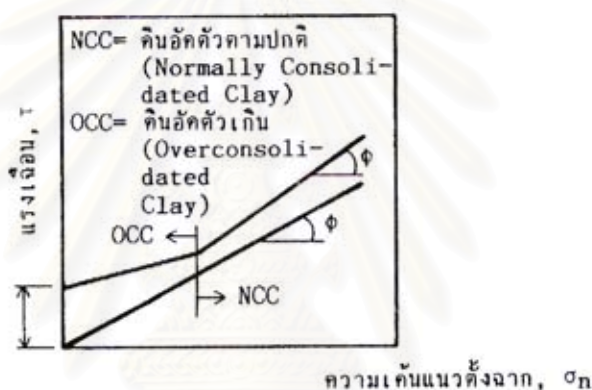 NCC= ดินอัดตัวตามปกติ
(Normally Consoli-
dated Clay)
OCC= ดินอัดตัวเกิน
(Overconsoli-
dated
Clay)
แรงเฉือน, τ
ϕ
ϕ
OCC
NCC
ความเค้นแนวตั้งฉาก, σn